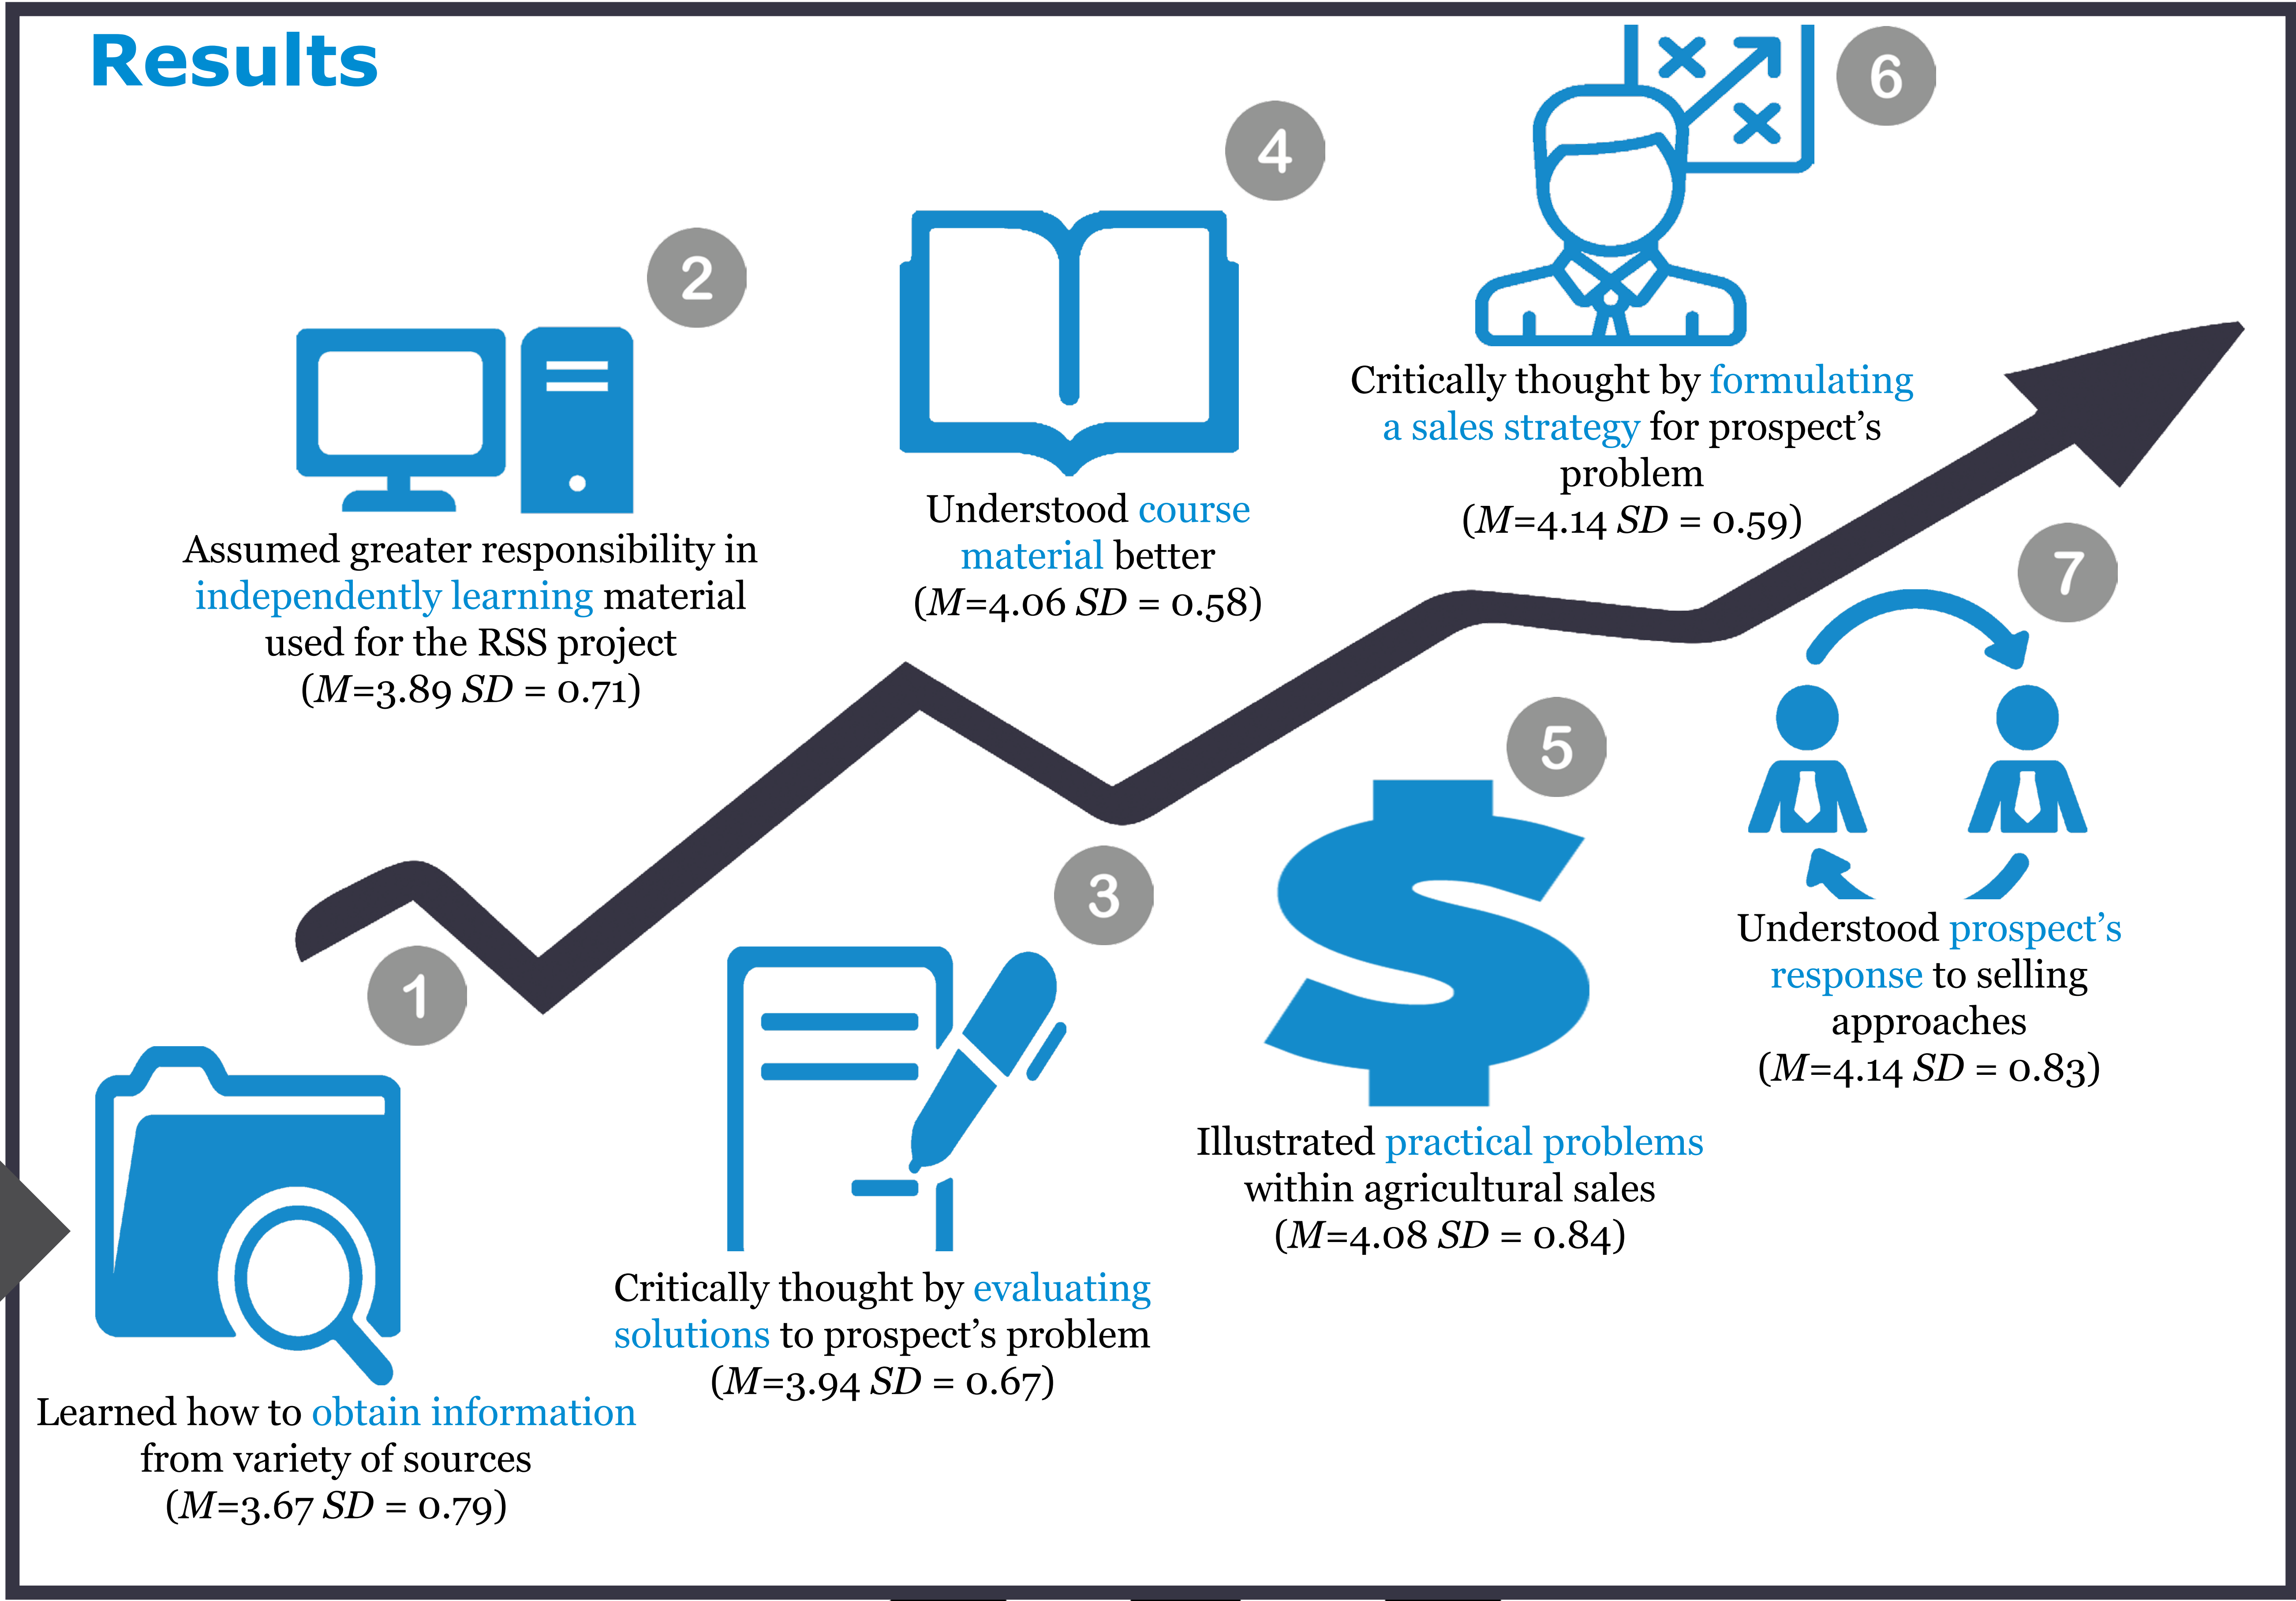 Results
1
Learned how to obtain information
from variety of sources
(M=3.67 SD = 0.79)
2
Assumed greater responsibility in
independently learning material
used for the RSS project
(M=3.89 SD = 0.71)
3
Critically thought by evaluating
solutions to prospect's problem
(M=3.94 SD = 0.67)
4
Understood course
material better
(M=4.06 SD = 0.58)
5
Illustrated practical problems
within agricultural sales
(M=4.08 SD = 0.84)
6
Critically thought by formulating
a sales strategy for prospect’s
problem
(M=4.14 SD = 0.59)
7
Understood prospect’s
response to selling
approaches
(M=4.14 SD = 0.83)